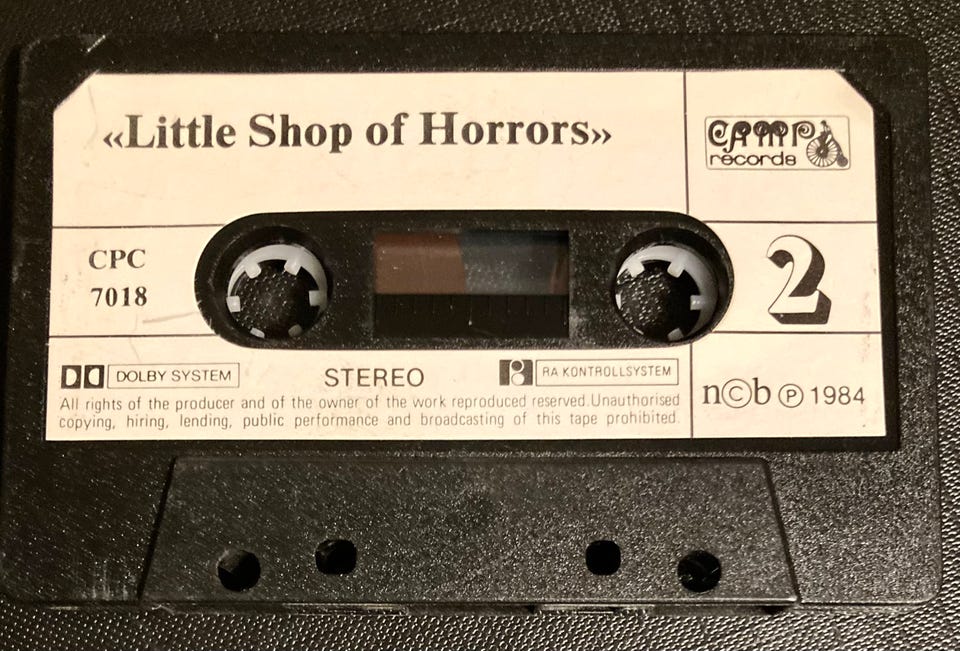 «Little Shop of Horrors»
CAMP
records
CPC
7018
2
DOLBY SYSTEM
STEREO
RA KONTROLLSYSTEM
All rights of the producer and of the owner of the work reproduced reserved.Unauthorised
copying, hiring, lending, public performance and broadcasting of this tape prohibited.
n©b ℗ 1984